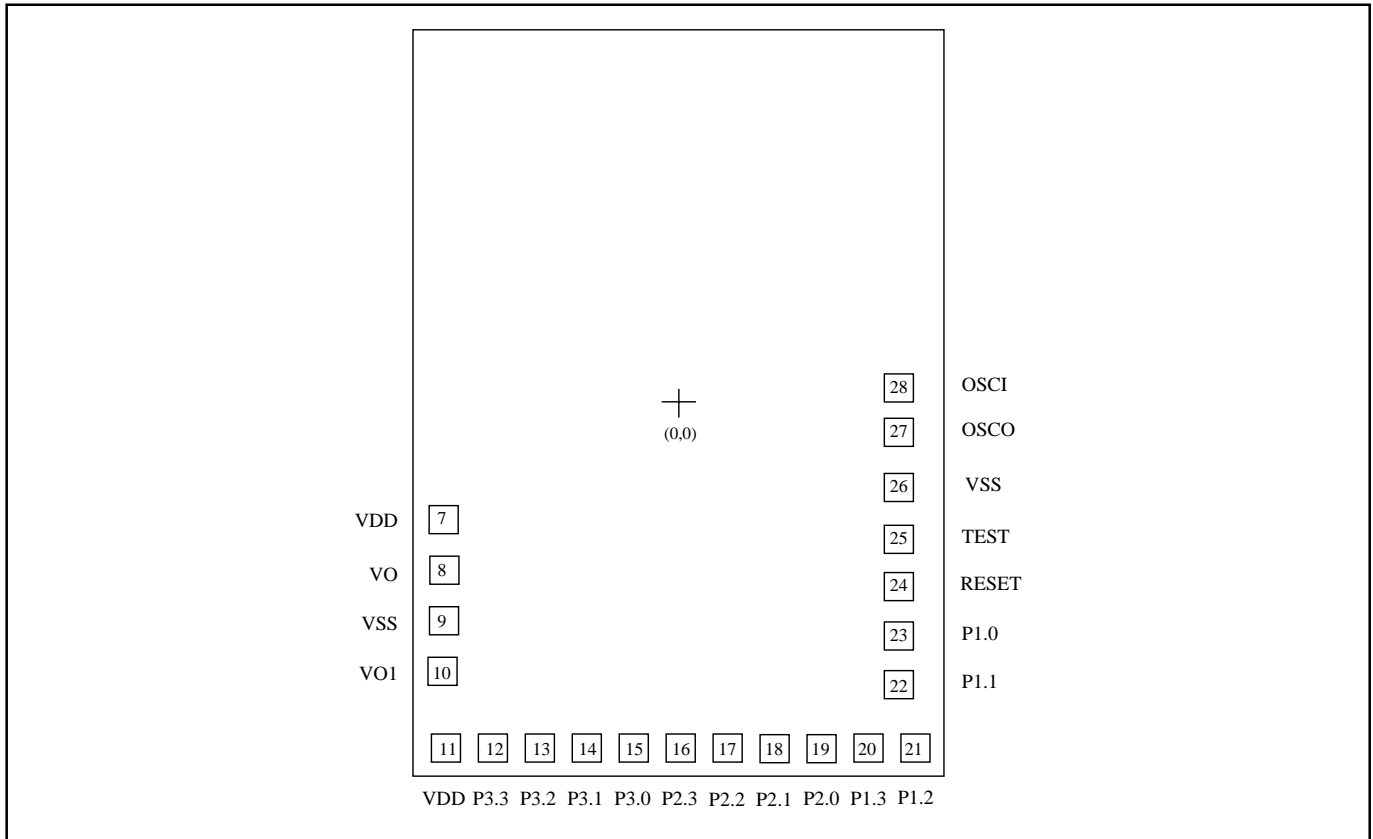 28 OSCI
(0,0)
27 OSCO
26 VSS
VDD 7
25 TEST
VO 8
24 RESET
VSS 9
23 P1.0
VO1 10
22 P1.1
11 12 13 14 15 16 17 18 19 20 21
VDD P3.3 P3.2 P3.1 P3.0 P2.3 P2.2 P2.1 P2.0 P1.3 P1.2